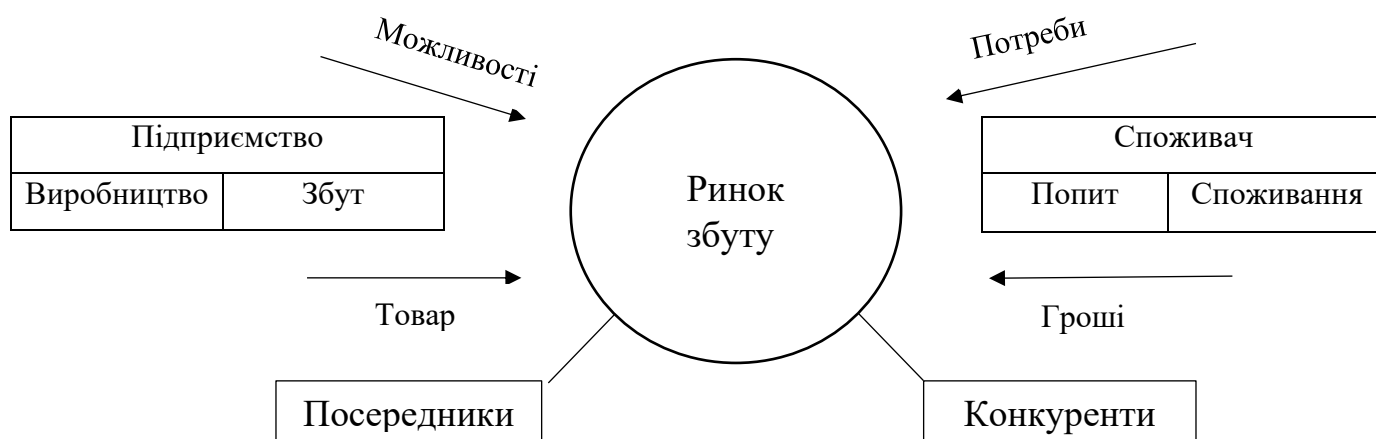 Можливості
Потреби
Підприємство
Виробництво Збут
Ринок
збуту
Споживач
Попит Споживання
Товар
Гроші
Посередники
Конкуренти